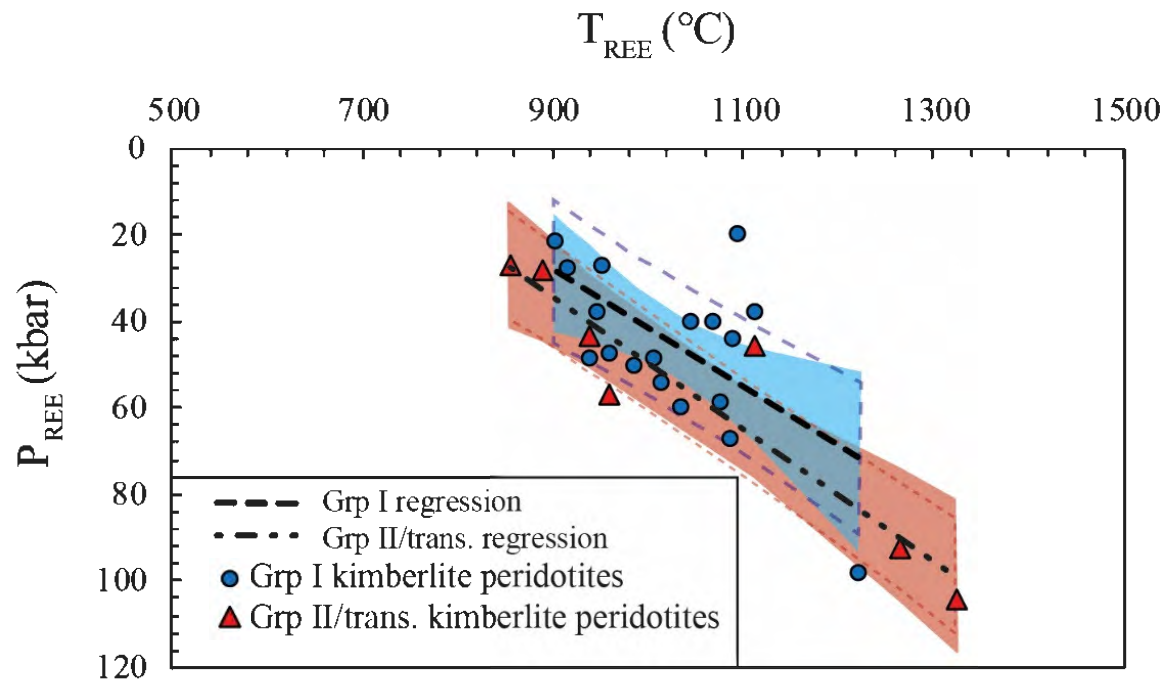 T_REE (°C)
500 700 900 1100 1300 1500
0
20
40
60
80
100
120
P_REE (kbar)
Grp I regression
Grp II/trans. regression
Grp I kimberlite peridotites
Grp II/trans. kimberlite peridotites